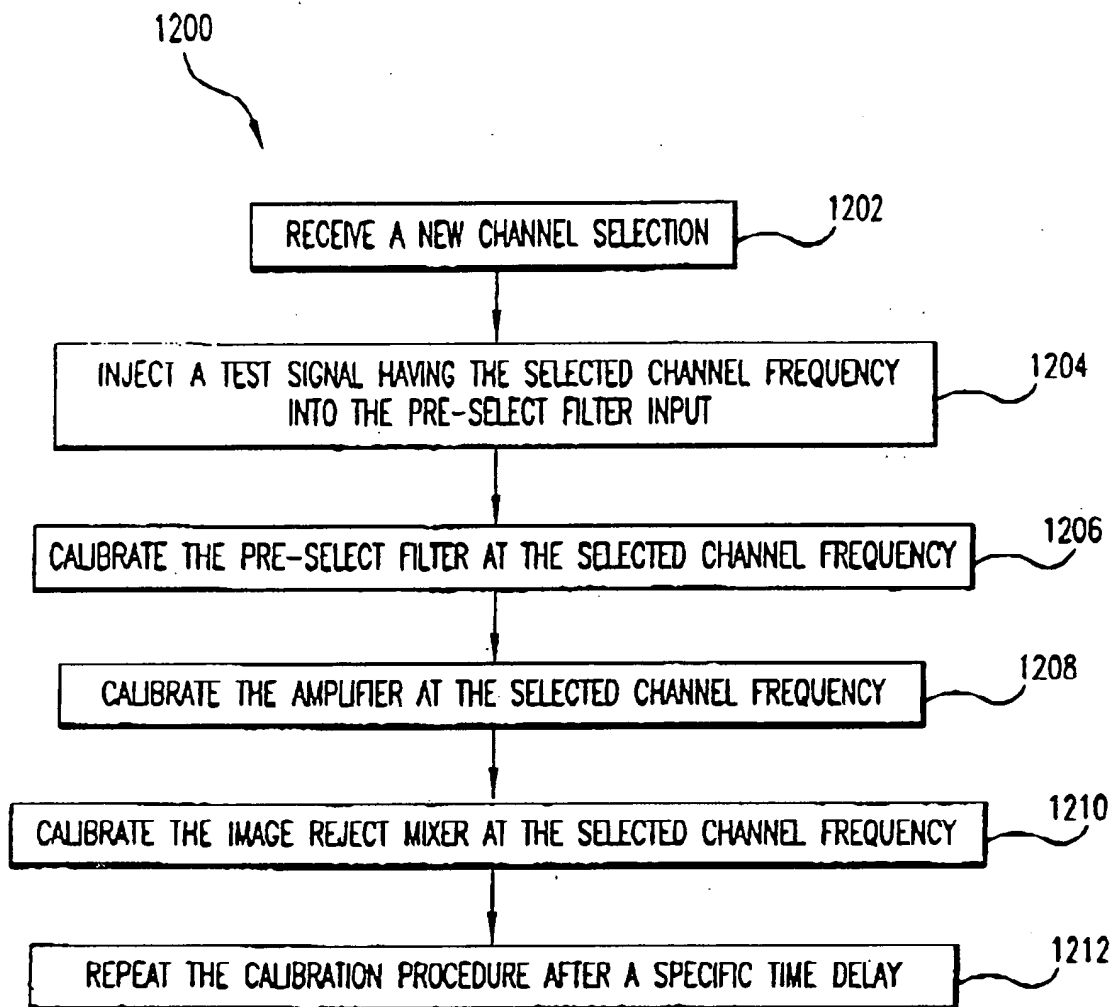 1200
RECEIVE A NEW CHANNEL SELECTION
1202
INJECT A TEST SIGNAL HAVING THE SELECTED CHANNEL FREQUENCY
INTO THE PRE-SELECT FILTER INPUT
1204
CALIBRATE THE PRE-SELECT FILTER AT THE SELECTED CHANNEL FREQUENCY
1206
CALIBRATE THE AMPLIFIER AT THE SELECTED CHANNEL FREQUENCY
1208
CALIBRATE THE IMAGE REJECT MIXER AT THE SELECTED CHANNEL FREQUENCY
1210
REPEAT THE CALIBRATION PROCEDURE AFTER A SPECIFIC TIME DELAY
1212